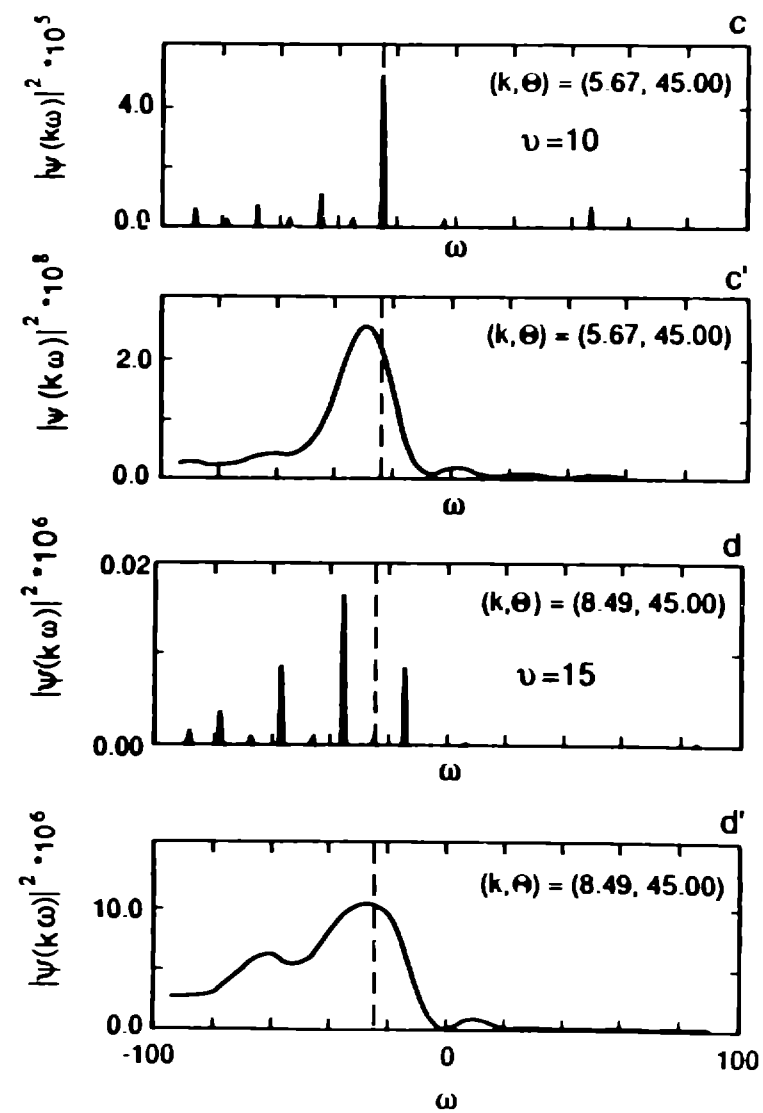 c
|ψ(kω)|² *10⁵
4.0
0.0
(k,Θ) = (5.67, 45.00)
υ=10
ω
c'
|ψ(kω)|² *10⁸
2.0
0.0
(k,Θ) = (5.67, 45.00)
ω
d
|ψ(kω)|² *10⁶
0.02
0.00
(k,Θ) = (8.49, 45.00)
υ=15
ω
d'
|ψ(kω)|² *10⁶
10.0
0.0
(k,Θ) = (8.49, 45.00)
-100 0 100
ω